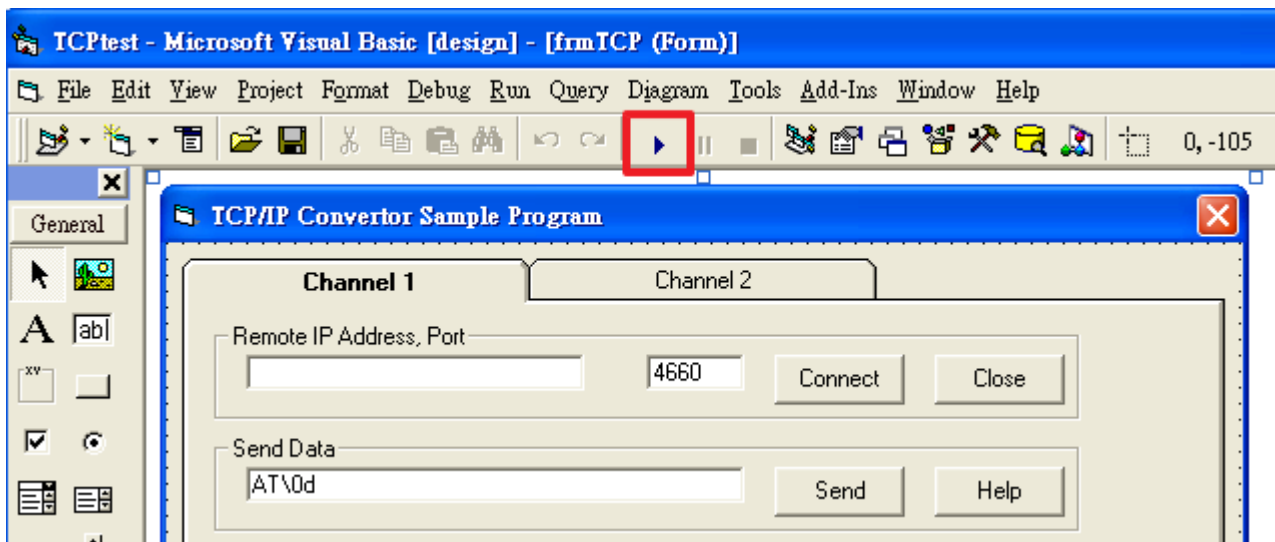 TCPtest - Microsoft Visual Basic [design] - [frmTCP (Form)]
File Edit View Project Format Debug Run Query Diagram Tools Add-Ins Window Help
0, -105
General
TCP/IP Convertor Sample Program
Channel 1 Channel 2
A ab|
Remote IP Address, Port
4660 Connect Close
XY
Send Data
AT\0d Send Help